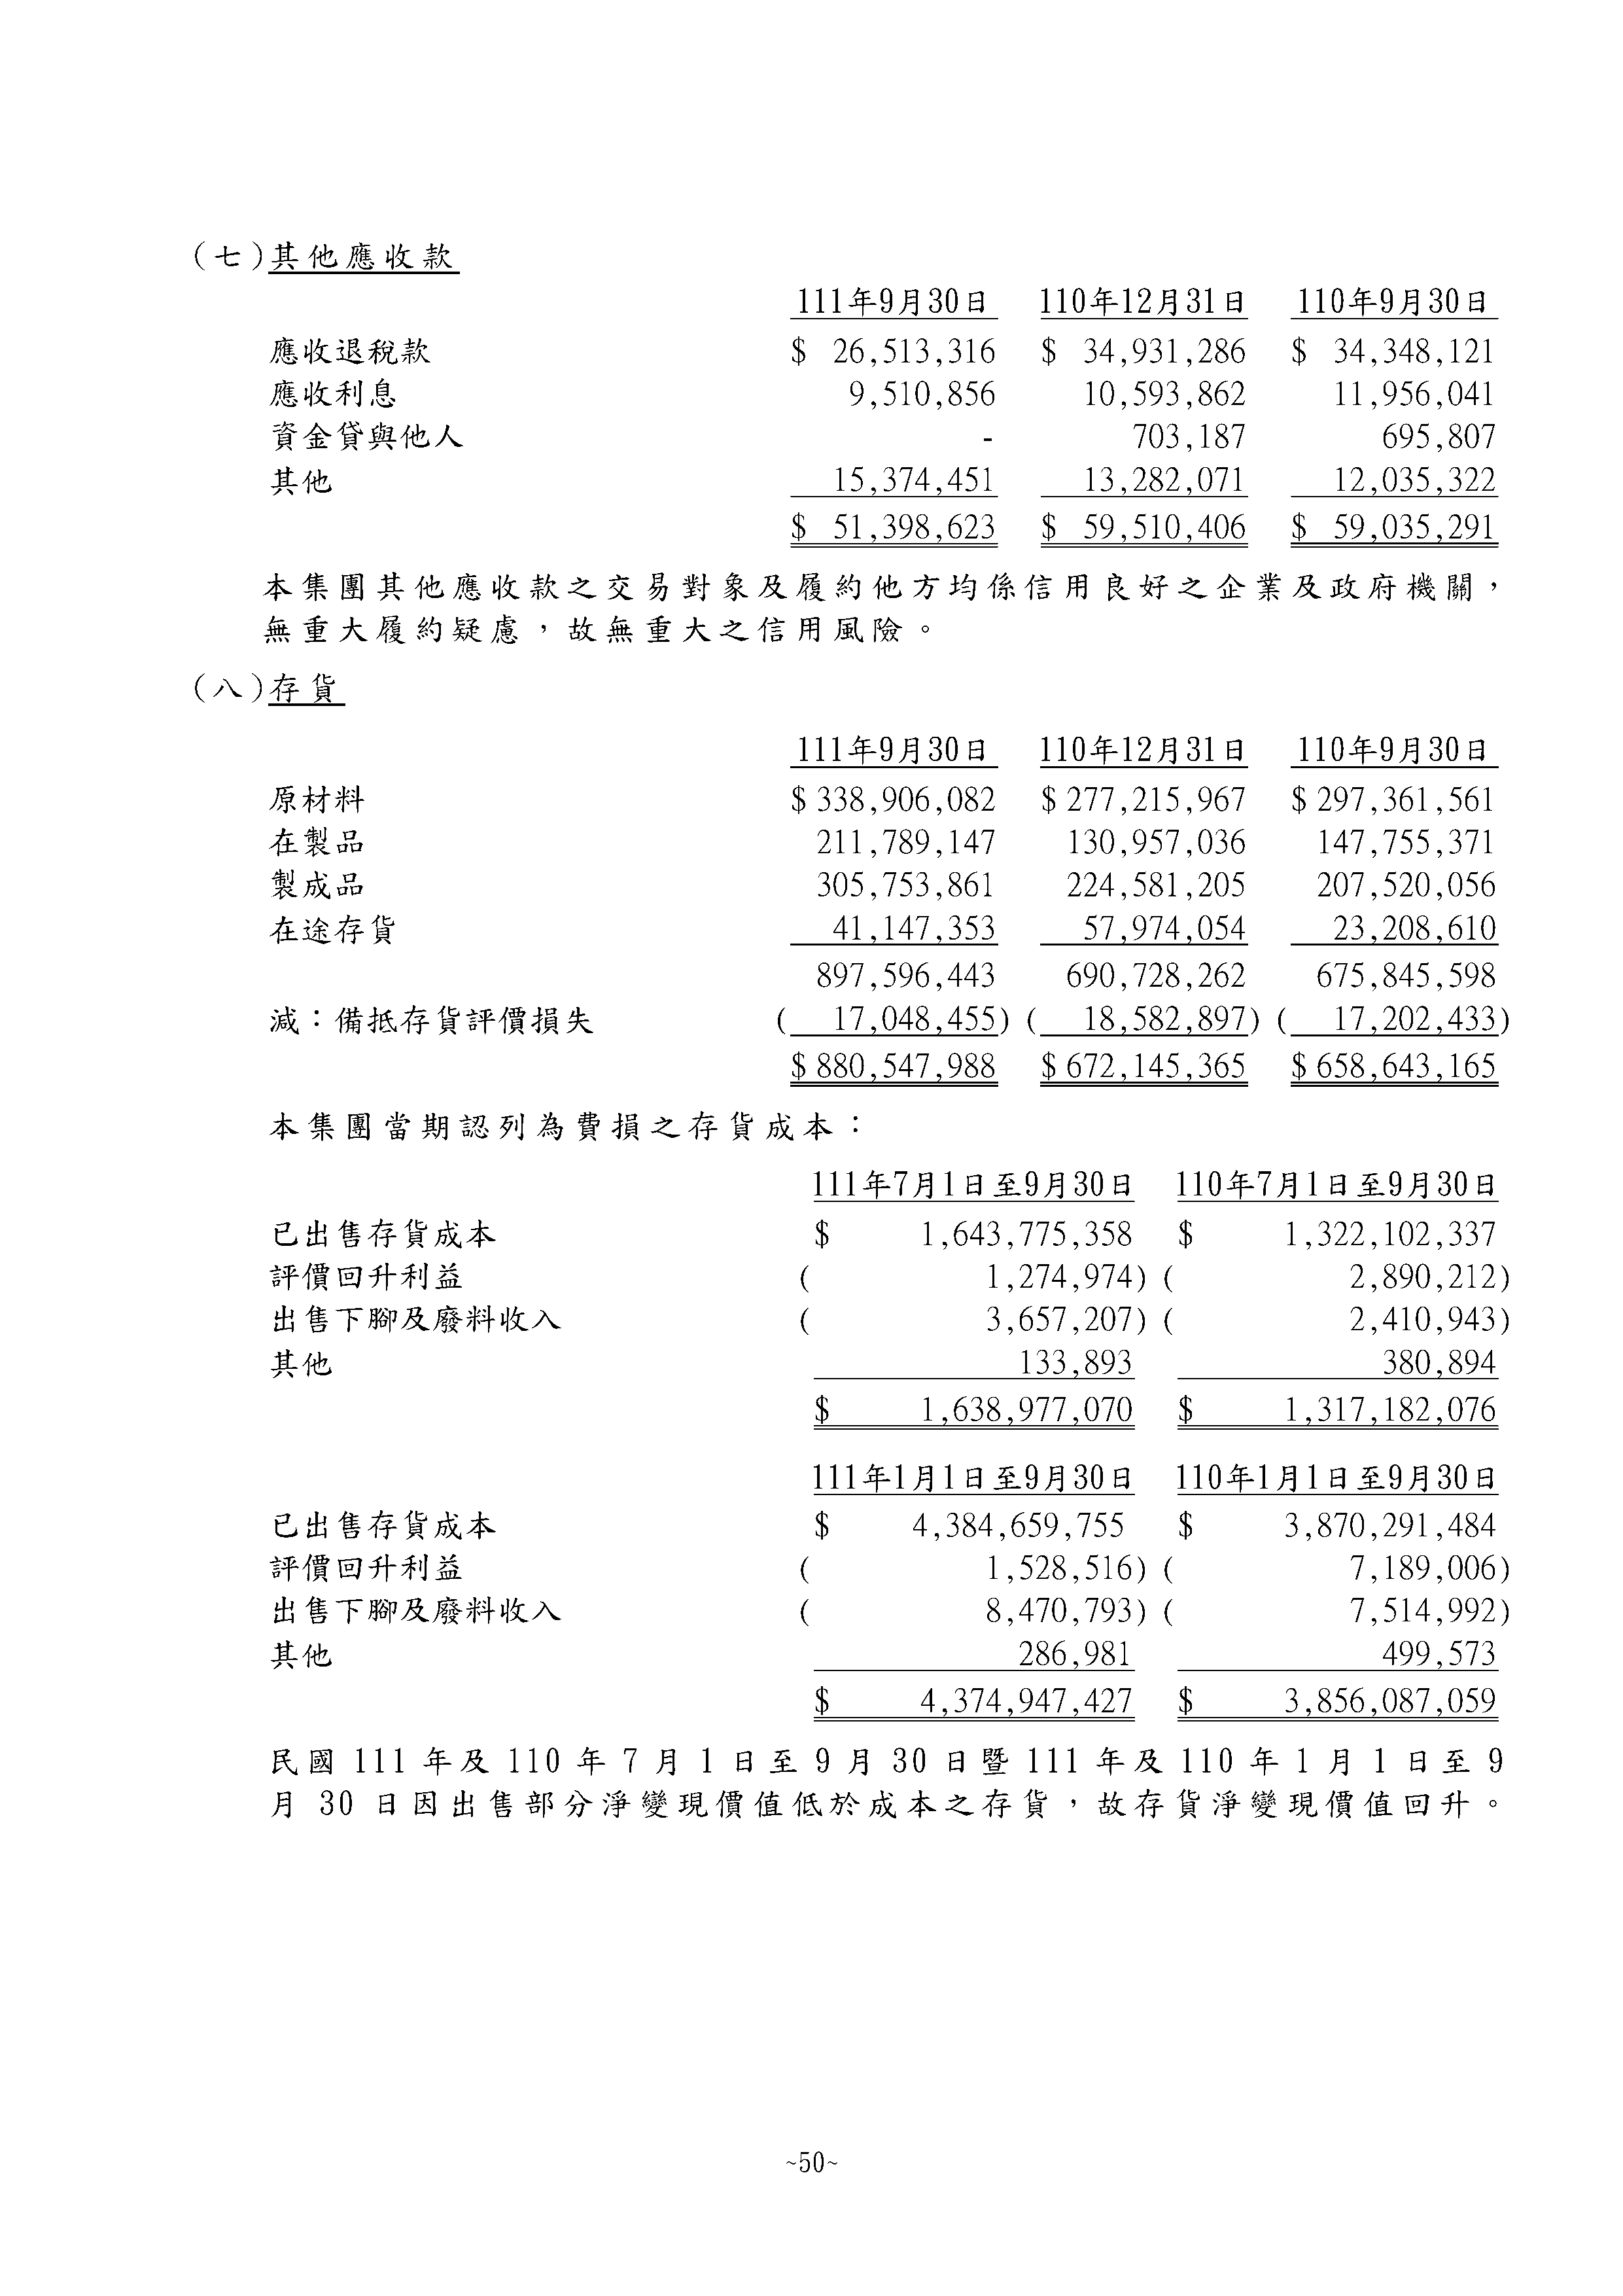 (七)其他應收款
111年9月30日 110年12月31日 110年9月30日
應收退稅款 $ 26,513,316 $ 34,931,286 $ 34,348,121
應收利息 9,510,856 10,593,862 11,956,041
資金貸與他人 - 703,187 695,807
其他 15,374,451 13,282,071 12,035,322
$ 51,398,623 $ 59,510,406 $ 59,035,291
本集團其他應收款之交易對象及履約他方均係信用良好之企業及政府機關，
無重大履約疑慮，故無重大之信用風險。
(八)存貨
111年9月30日 110年12月31日 110年9月30日
原材料 $ 338,906,082 $ 277,215,967 $ 297,361,561
在製品 211,789,147 130,957,036 147,755,371
製成品 305,753,861 224,581,205 207,520,056
在途存貨 41,147,353 57,974,054 23,208,610
897,596,443 690,728,262 675,845,598
減：備抵存貨評價損失 ( 17,048,455) ( 18,582,897) ( 17,202,433)
$ 880,547,988 $ 672,145,365 $ 658,643,165
本集團當期認列為費損之存貨成本：
111年7月1日至9月30日 110年7月1日至9月30日
已出售存貨成本 $ 1,643,775,358 $ 1,322,102,337
評價回升利益 ( 1,274,974) ( 2,890,212)
出售下腳及廢料收入 ( 3,657,207) ( 2,410,943)
其他 133,893 380,894
$ 1,638,977,070 $ 1,317,182,076
111年1月1日至9月30日 110年1月1日至9月30日
已出售存貨成本 $ 4,384,659,755 $ 3,870,291,484
評價回升利益 ( 1,528,516) ( 7,189,006)
出售下腳及廢料收入 ( 8,470,793) ( 7,514,992)
其他 286,981 499,573
$ 4,374,947,427 $ 3,856,087,059
民國 111 年及 110 年 7 月 1 日至 9 月 30 日暨 111 年及 110 年 1 月 1 日至 9
月 30 日因出售部分淨變現價值低於成本之存貨，故存貨淨變現價值回升。
~50~